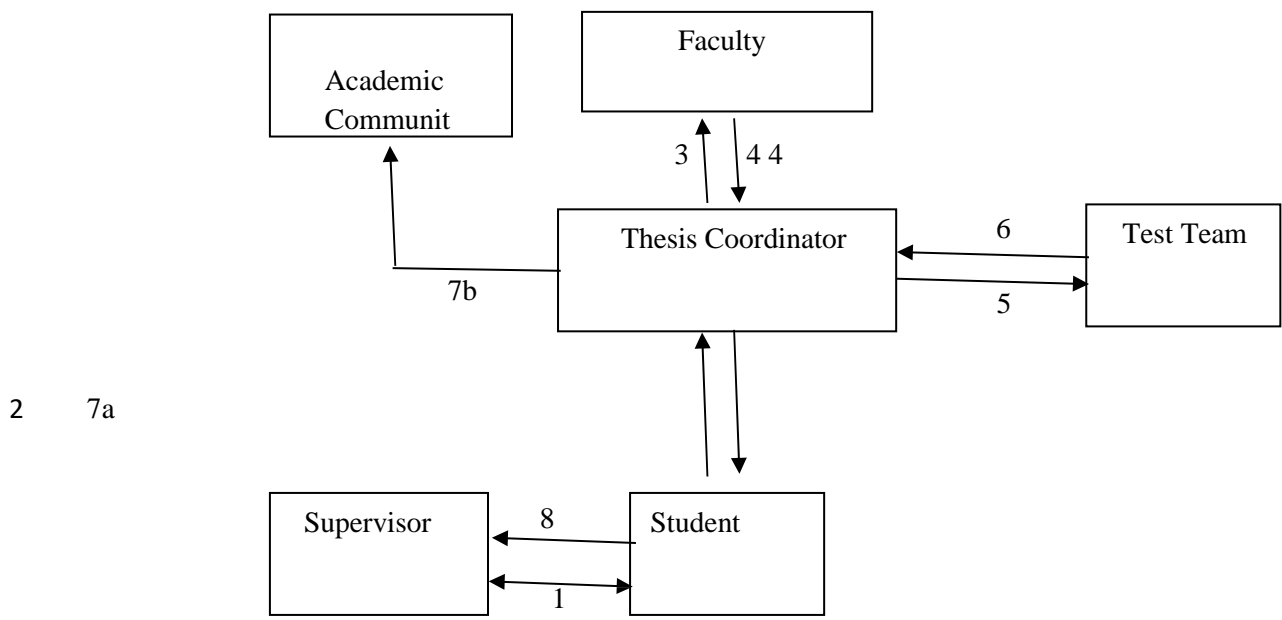 Faculty
Academic
Communit
3
4 4
Thesis Coordinator
6
Test Team
7b
5
2 7a
Supervisor
8
Student
1